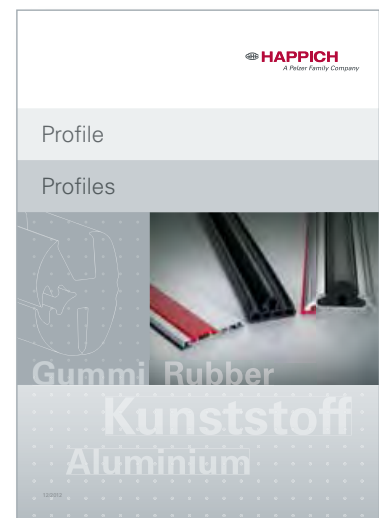 HAPPICH
A Pelzer Family Company
Profile
Profiles
Gummi Rubber
Kunststoff
Aluminium